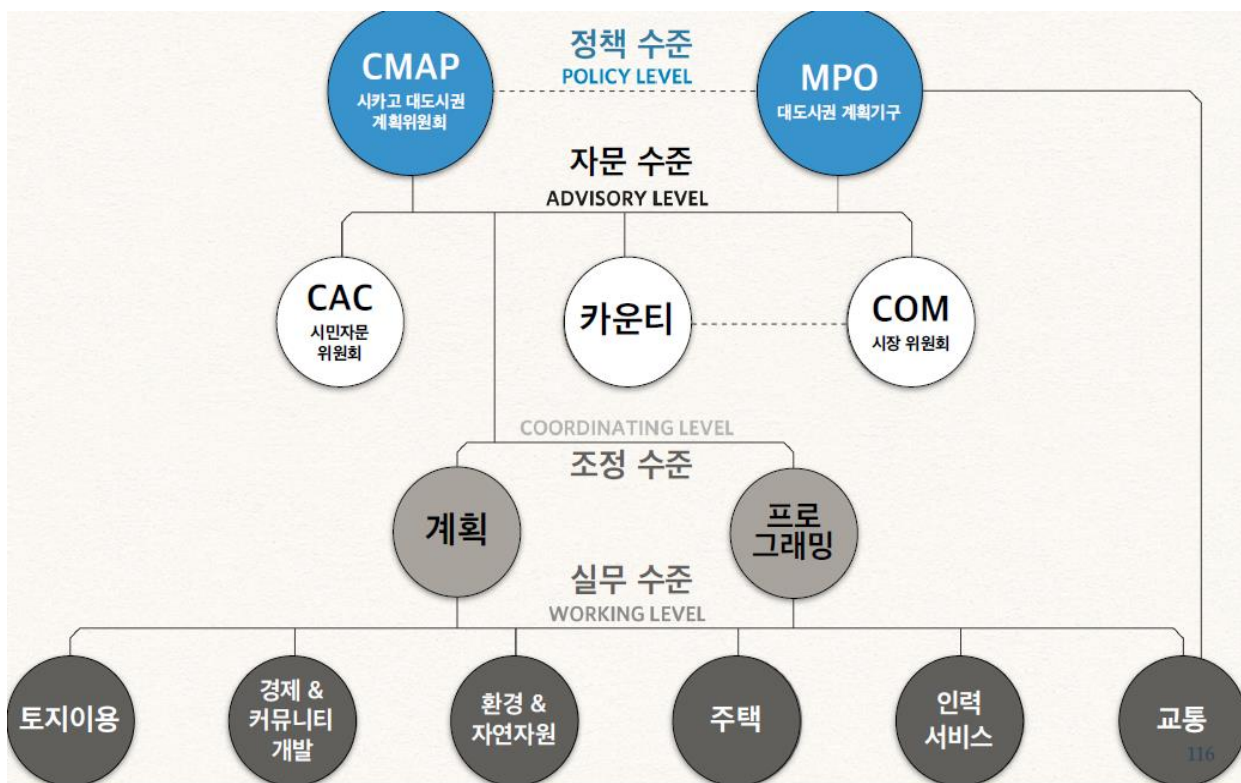 정책 수준
POLICY LEVEL
CMAP
시카고 대도시권
계획위원회
MPO
대도시권 계획기구
자문 수준
ADVISORY LEVEL
CAC
시민자문
위원회
카운티
COM
시장 위원회
COORDINATING LEVEL
조정 수준
계획
프로
그래밍
실무 수준
WORKING LEVEL
토지이용
경제 &
커뮤니티
개발
환경 &
자연자원
주택
인력
서비스
교통
116